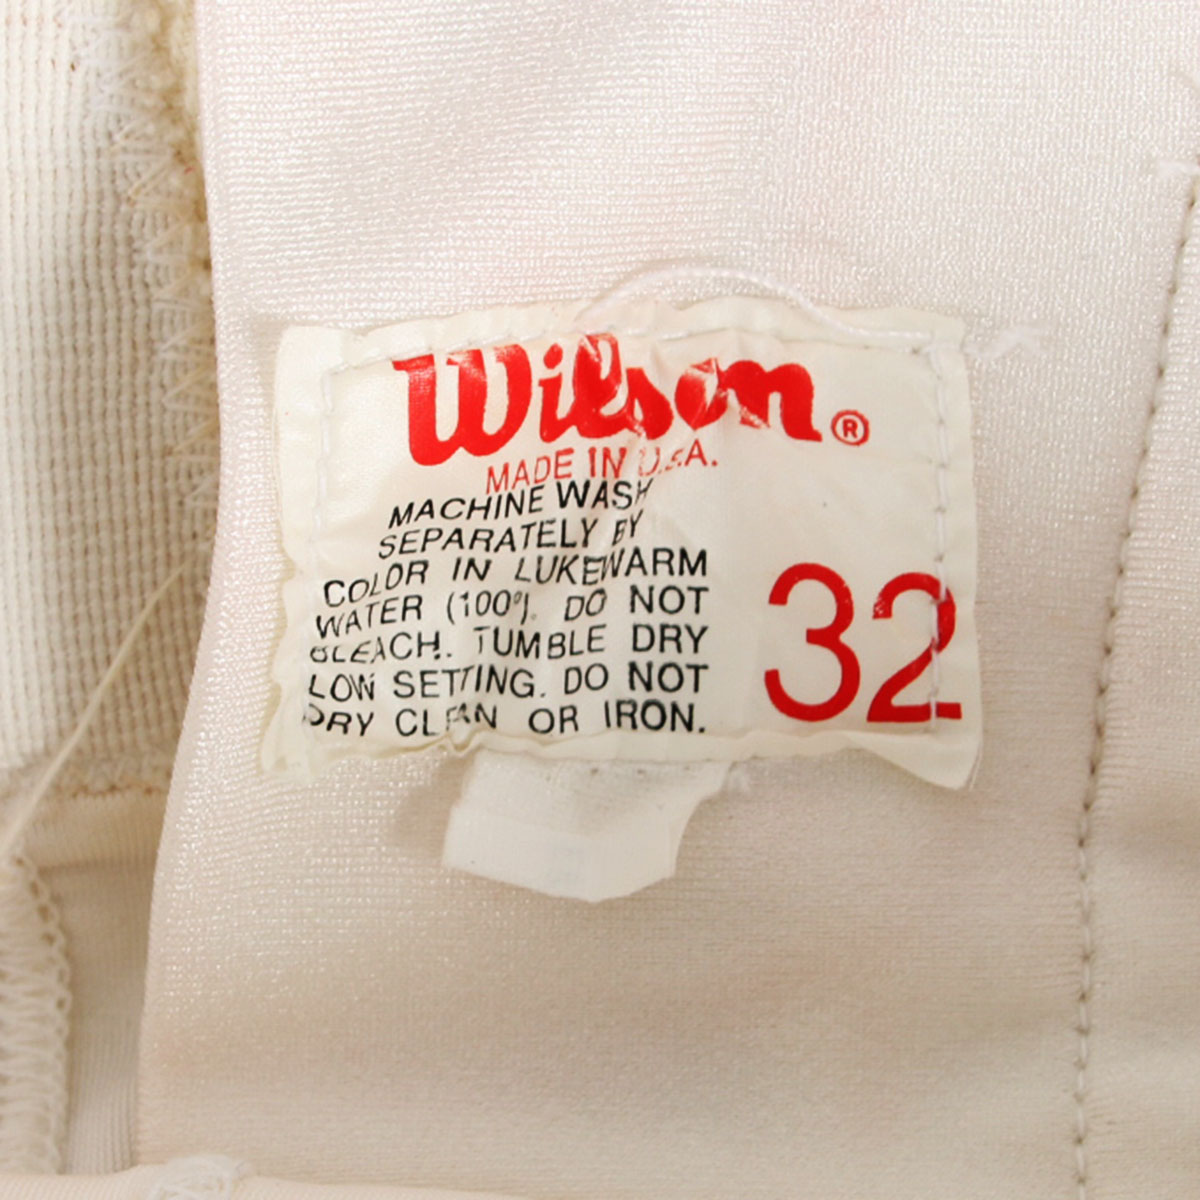 Wilson®
MADE IN U.S.A.
MACHINE WASH
SEPARATELY BY
COLOR IN LUKEWARM
WATER (100°). DO NOT
BLEACH. TUMBLE DRY
LOW SETTING. DO NOT
DRY CLEAN OR IRON.
32